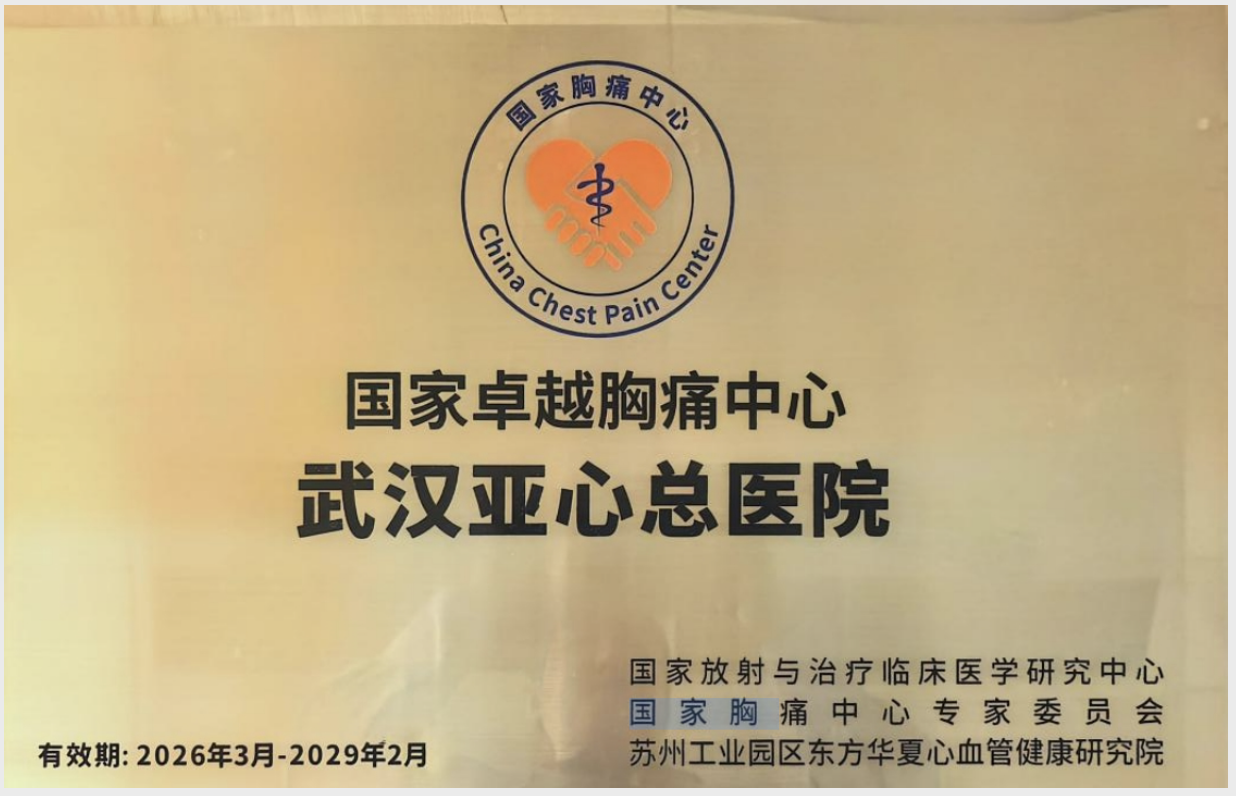 国家胸痛中心
China Chest Pain Center
国家卓越胸痛中心
武汉亚心总医院
国家放射与治疗临床医学研究中心
国家胸痛中心专家委员会
苏州工业园区东方华夏心血管健康研究院
有效期: 2026年3月-2029年2月